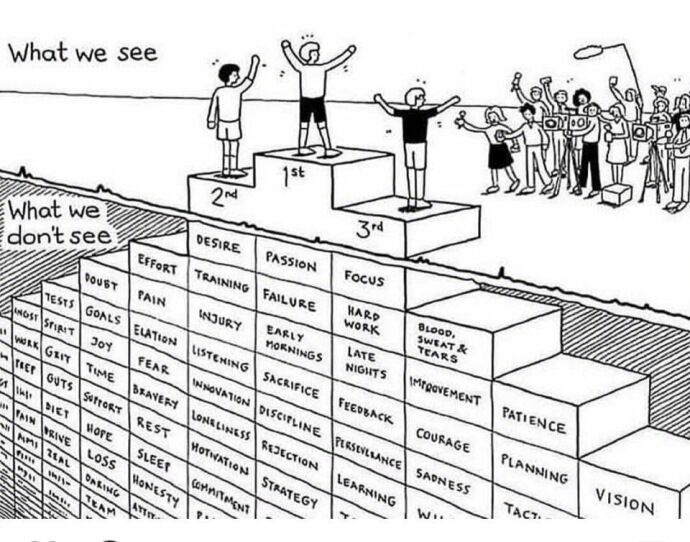 What we see
1st
2nd
3rd
What we
don't see
DESIRE
PASSION
FOCUS
BLOOD,
SWEAT &
TEARS
PATIENCE
VISION
EFFORT
TRAINING
FAILURE
HARD
WORK
IMPROVEMENT
PLANNING
DOUBT
PAIN
INJURY
EARLY
MORNINGS
LATE
NIGHTS
COURAGE
TESTS
GOALS
ELATION
LISTENING
SACRIFICE
FEEDBACK
SADNESS
SPIRIT
JOY
FEAR
INNOVATION
DISCIPLINE
PERSEVERANCE
WORK
GRIT
TIME
BRAVERY
LONELINESS
REJECTION
LEARNING
PREP
GUTS
SUPPORT
REST
MOTIVATION
STRATEGY
DIET
HOPE
SLEEP
COMMITMENT
PAIN
DRIVE
LOSS
HONESTY
AIMS
ZEAL
DARING
TEAM